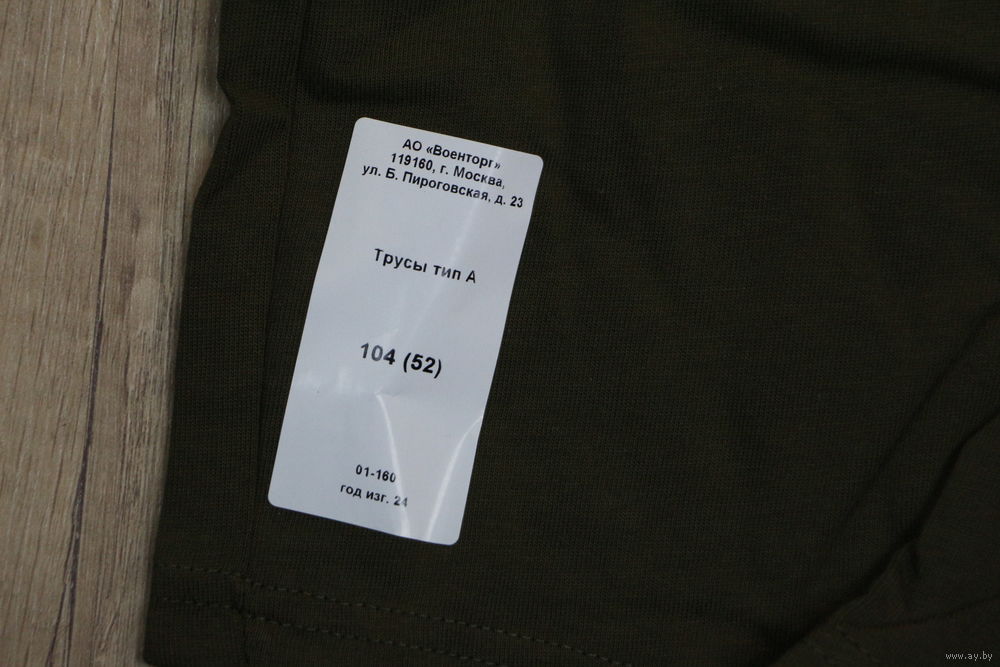 АО «Военторг»
119160, г. Москва,
ул. Б. Пироговская, д. 23
Трусы тип А
104 (52)
01-160
год изг. 24
www.ay.by